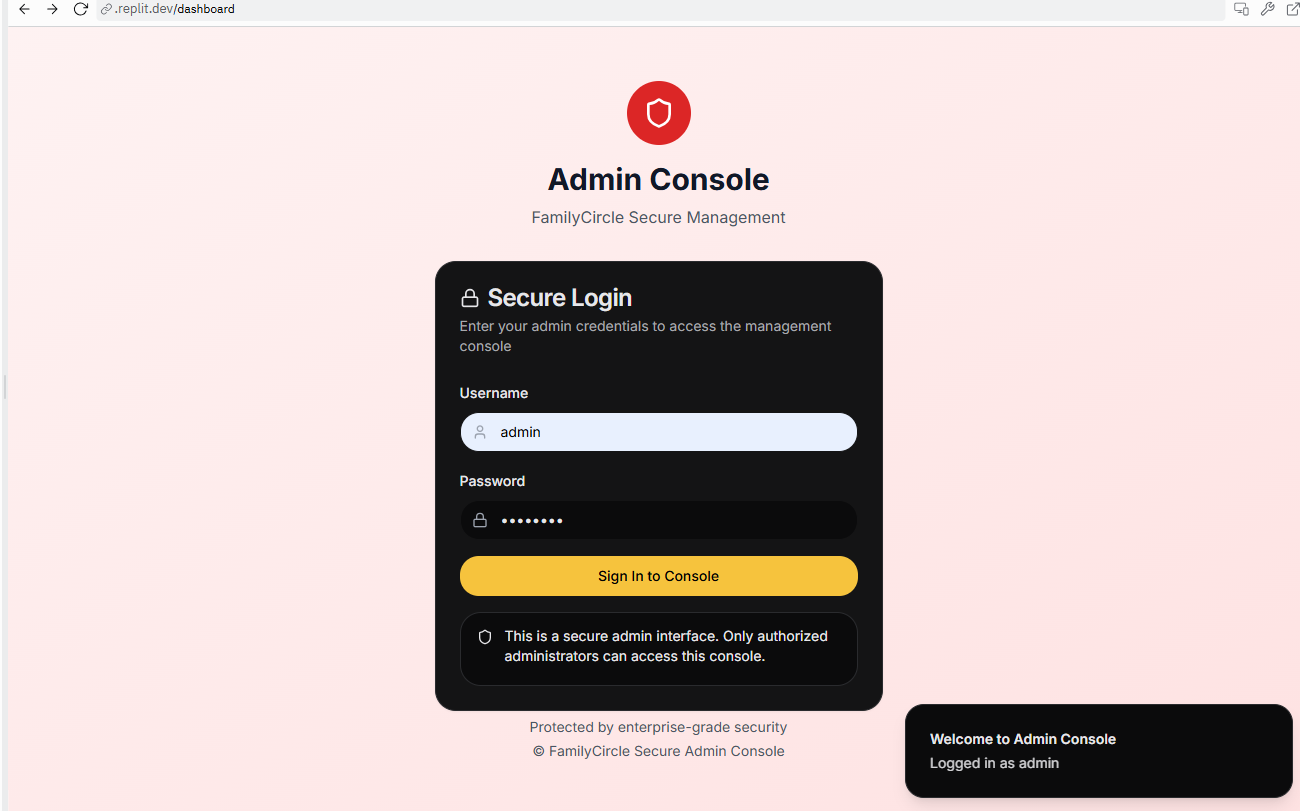 .replit.dev/dashboard
Admin Console
FamilyCircle Secure Management
Secure Login
Enter your admin credentials to access the management
console
Username
admin
Password
••••••••
Sign In to Console
This is a secure admin interface. Only authorized
administrators can access this console.
Protected by enterprise-grade security
© FamilyCircle Secure Admin Console
Welcome to Admin Console
Logged in as admin